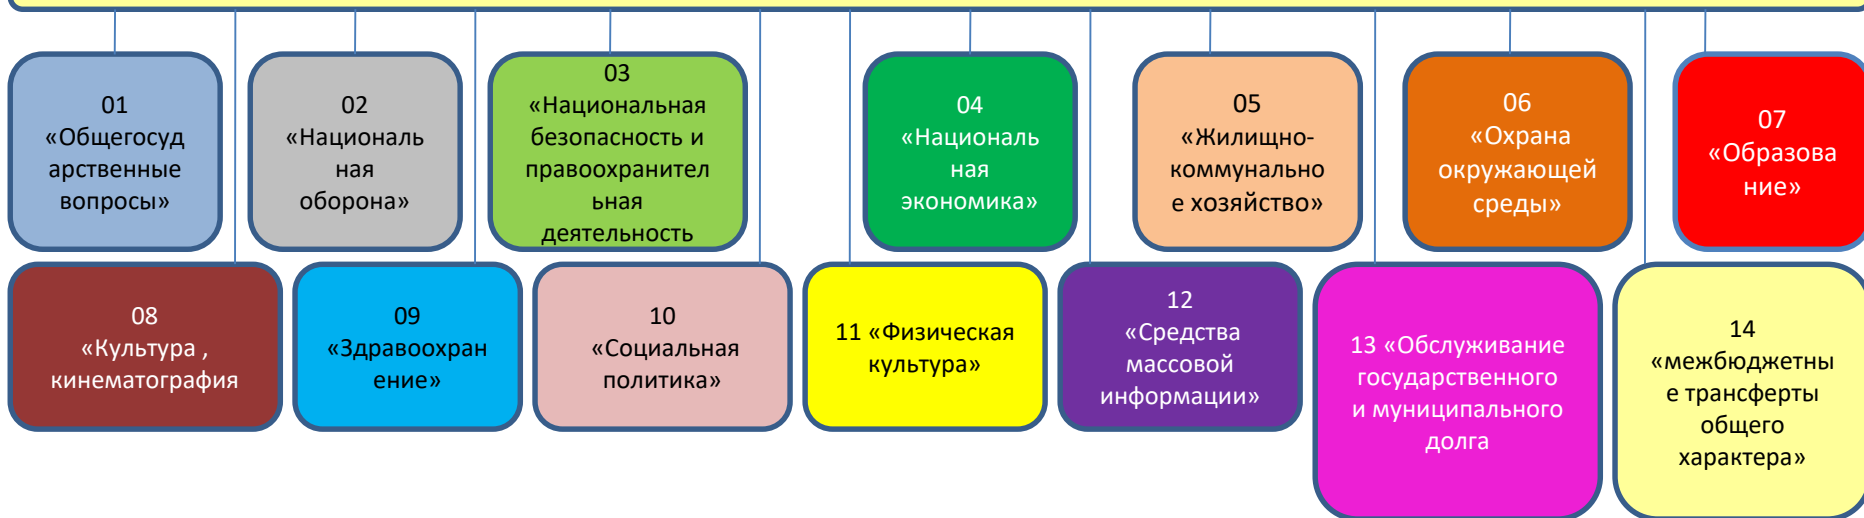 01
«Общегосуд
арственные
вопросы»
02
«Националь
ная
оборона»
03
«Национальная
безопасность и
правоохранител
ьная
деятельность
04
«Националь
ная
экономика»
05
«Жилищно-
коммунально
е хозяйство»
06
«Охрана
окружающей
среды»
07
«Образова
ние»
08
«Культура ,
кинематография
09
«Здравоохран
ение»
10
«Социальная
политика»
11 «Физическая
культура»
12
«Средства
массовой
информации»
13 «Обслуживание
государственного
и муниципального
долга
14
«межбюджетны
е трансферты
общего
характера»